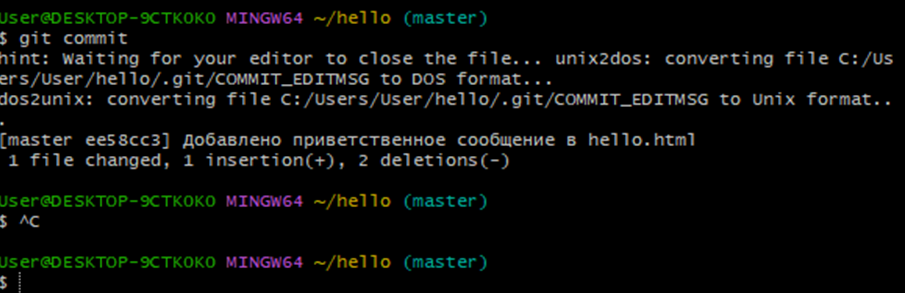 User@DESKTOP-9CTKOKO MINGW64 ~/hello (master)
$ git commit
hint: Waiting for your editor to close the file... unix2dos: converting file C:/Us
ers/User/hello/.git/COMMIT_EDITMSG to DOS format...
dos2unix: converting file C:/Users/User/hello/.git/COMMIT_EDITMSG to Unix format..
.
[master ee58cc3] Добавлено приветственное сообщение в hello.html
 1 file changed, 1 insertion(+), 2 deletions(-)
User@DESKTOP-9CTKOKO MINGW64 ~/hello (master)
$ ^C
User@DESKTOP-9CTKOKO MINGW64 ~/hello (master)
$